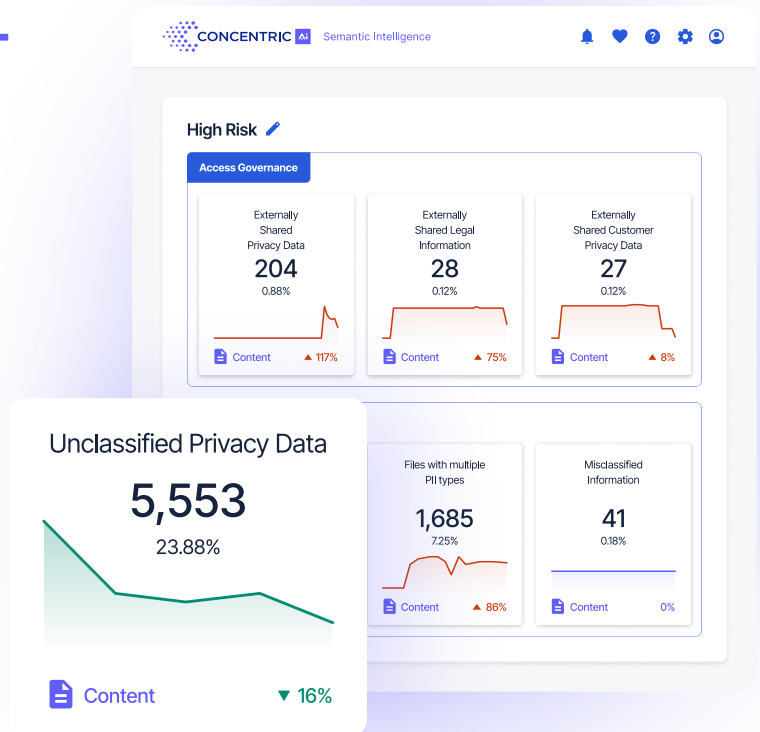 CONCENTRIC Ai Semantic Intelligence
High Risk
Access Governance
Externally
Shared
Privacy Data
204
0.88%
Content
117%
Externally
Shared Legal
Information
28
0.12%
Content
75%
Externally
Shared Customer
Privacy Data
27
0.12%
Content
8%
Unclassified Privacy Data
5,553
23.88%
Content
16%
Files with multiple
PII types
1,685
7.25%
Content
86%
Misclassified
Information
41
0.18%
Content
0%